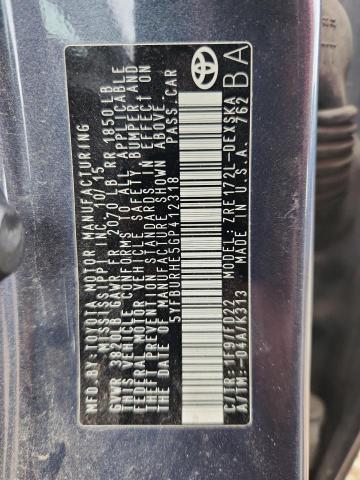 MFD. BY: TOYOTA MOTOR MANUFACTURING
MISSISSIPPI, INC. 10/15
GVWR 3820LB GAWR FR 2070 LB RR 1850LB
THIS VEHICLE CONFORMS TO ALL APPLICABLE
FEDERAL MOTOR VEHICLE SAFETY, BUMPER, AND
THEFT PREVENTION STANDARDS IN EFFECT ON
THE DATE OF MANUFACTURE SHOWN ABOVE.
5YFBURHE5GP412318 PASS.CAR
C/TR: 1F9/FD22 MODEL: ZRE172L-DEXSKA
A/TM:-04A/K313 MADE IN U.S.A. 762
BA